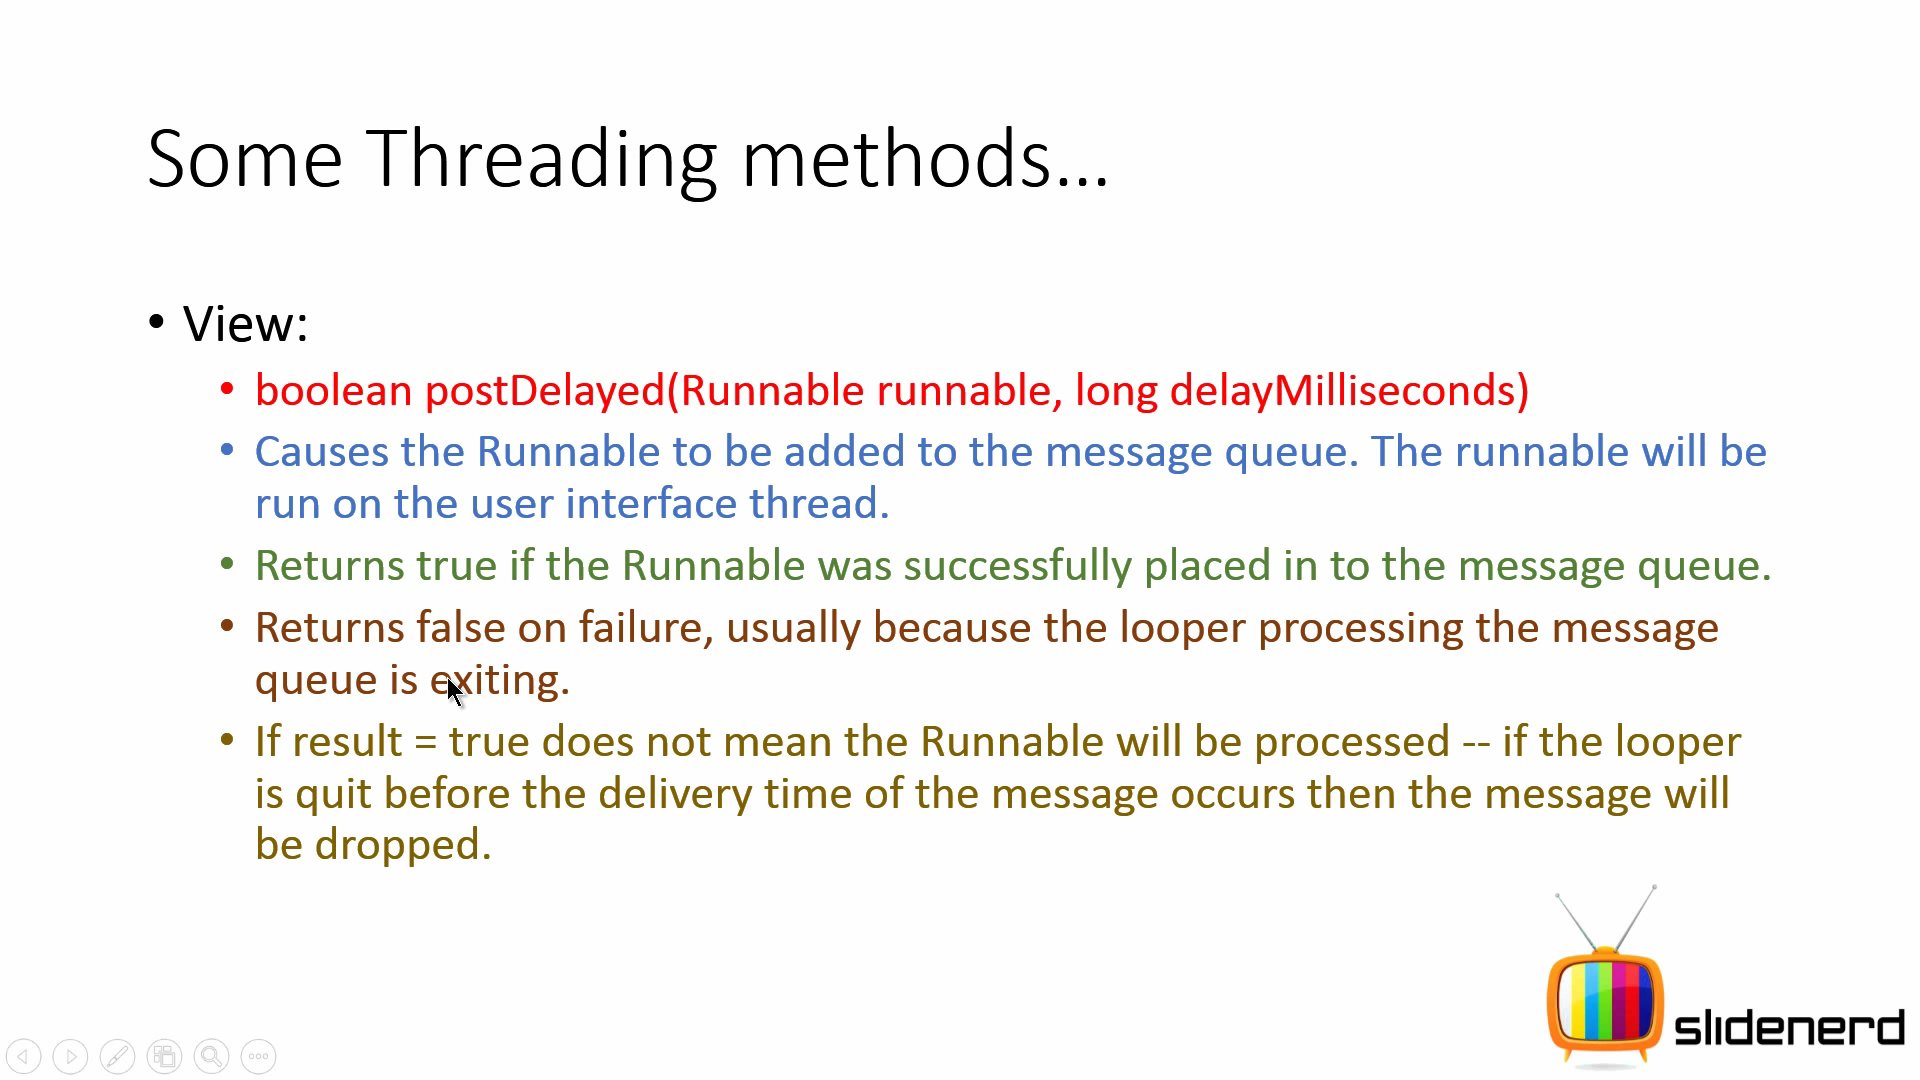 Some Threading methods...
• View:
• boolean postDelayed(Runnable runnable, long delayMilliseconds)
• Causes the Runnable to be added to the message queue. The runnable will be
run on the user interface thread.
• Returns true if the Runnable was successfully placed in to the message queue.
• Returns false on failure, usually because the looper processing the message
queue is exiting.
• If result = true does not mean the Runnable will be processed -- if the looper
is quit before the delivery time of the message occurs then the message will
be dropped.
slidenerd